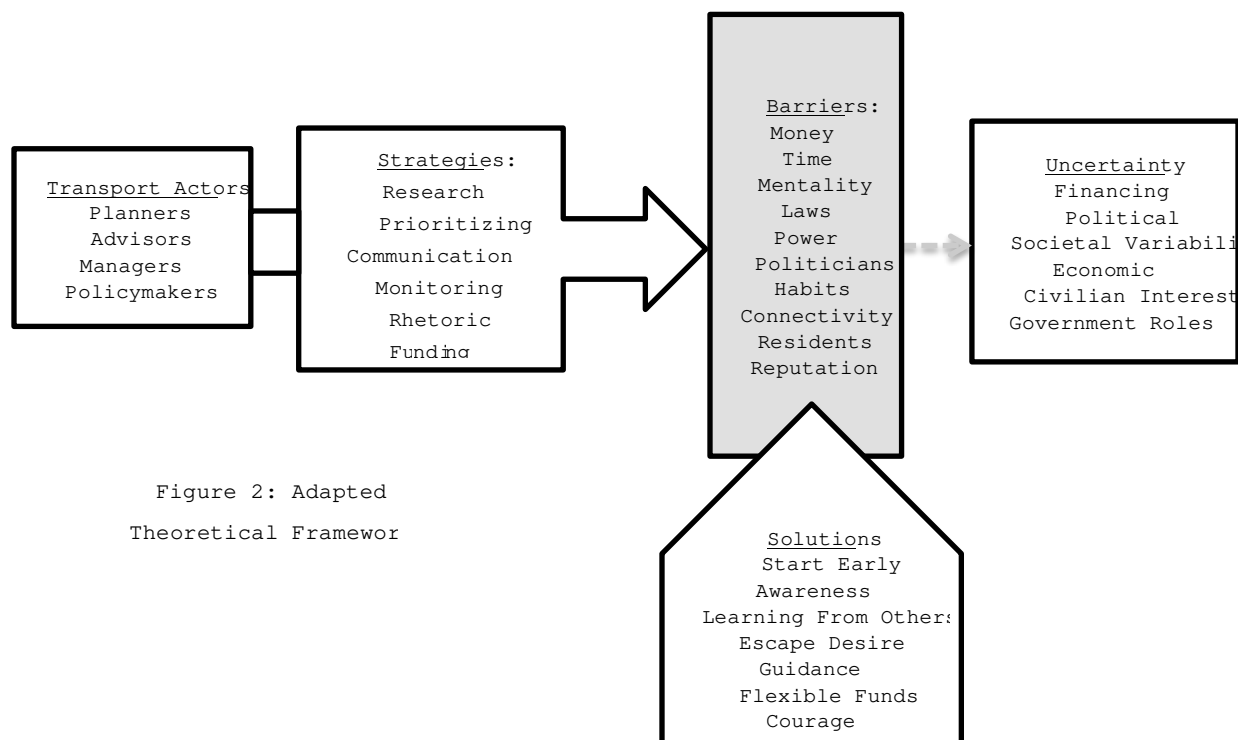 Transport Actors
Planners
Advisors
Managers
Policymakers
Strategies:
Research
Prioritizing
Communication
Monitoring
Rhetoric
Funding
Barriers:
Money
Time
Mentality
Laws
Power
Politicians
Habits
Connectivity
Residents
Reputation
Uncertainty
Financing
Political
Societal Variabili
Economic
Civilian Interest
Government Roles
Solutions
Start Early
Awareness
Learning From Others
Escape Desire
Guidance
Flexible Funds
Courage
Figure 2: Adapted
Theoretical Framewor